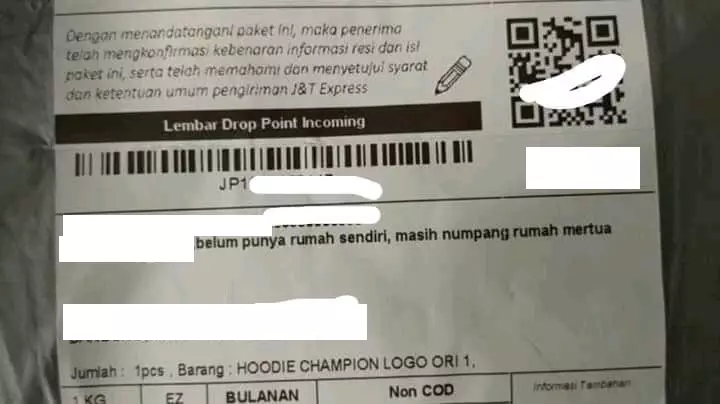 Dengan menandatangani paket ini, maka penerima
telah mengkonfirmasi kebenaran informasi resi dan isi
paket ini, serta telah memahami dan menyetujui syarat
dan ketentuan umum pengiriman J&T Express
Lembar Drop Point Incoming
JP1
belum punya rumah sendiri, masih numpang rumah mertua
Jumlah : 1pcs , Barang : HOODIE CHAMPION LOGO ORI 1,
1 KG EZ BULANAN Non COD Informasi Tambahan